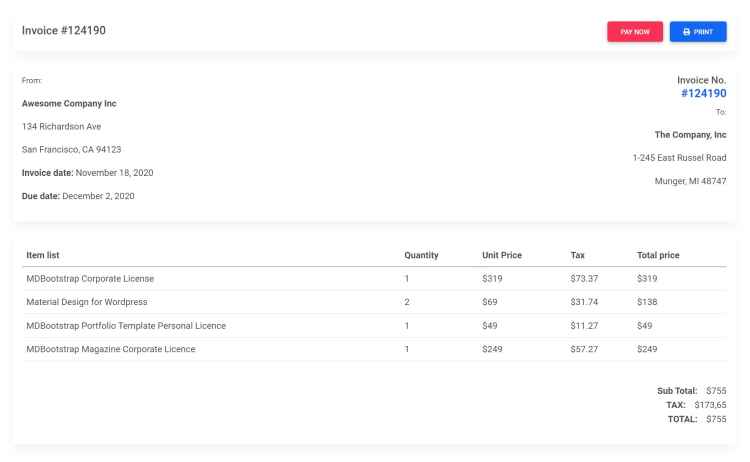 Invoice #124190
PAY NOW
PRINT
From:
Awesome Company Inc
134 Richardson Ave
San Francisco, CA 94123
Invoice date: November 18, 2020
Due date: December 2, 2020
Invoice No.
#124190
To:
The Company, Inc
1-245 East Russel Road
Munger, MI 48747
Item list Quantity Unit Price Tax Total price
MDBootstrap Corporate License 1 $319 $73.37 $319
Material Design for Wordpress 2 $69 $31.74 $138
MDBootstrap Portfolio Template Personal Licence 1 $49 $11.27 $49
MDBootstrap Magazine Corporate Licence 1 $249 $57.27 $249
Sub Total: $755
TAX: $173,65
TOTAL: $755